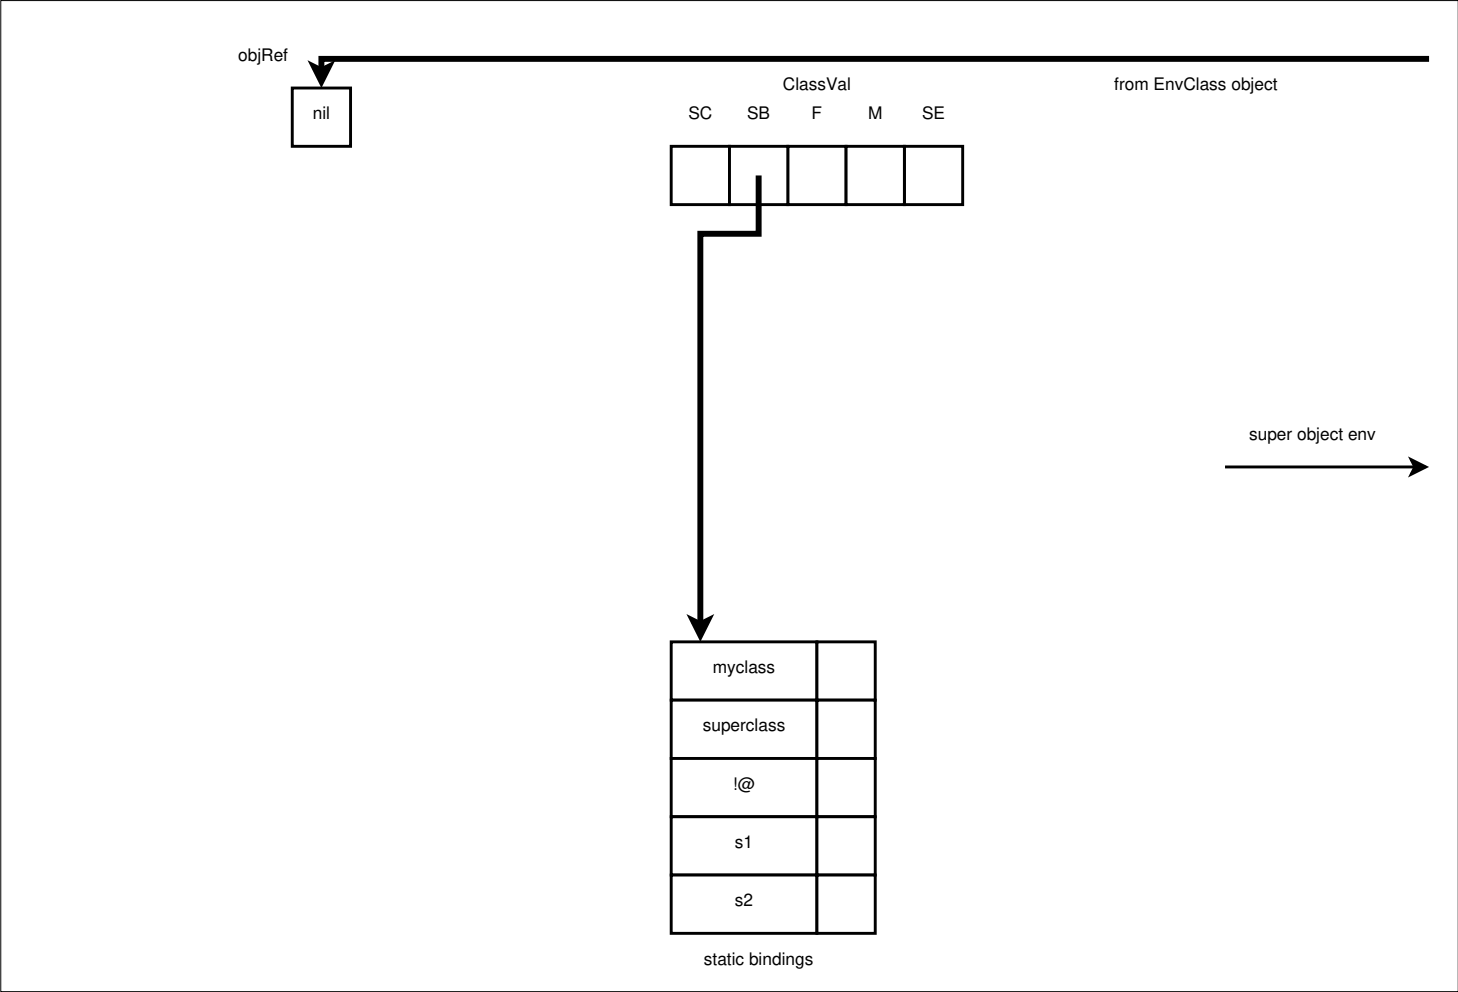 objRef
nil
ClassVal
from EnvClass object
SC SB F M SE
super object env
myclass
superclass
!@
s1
s2
static bindings